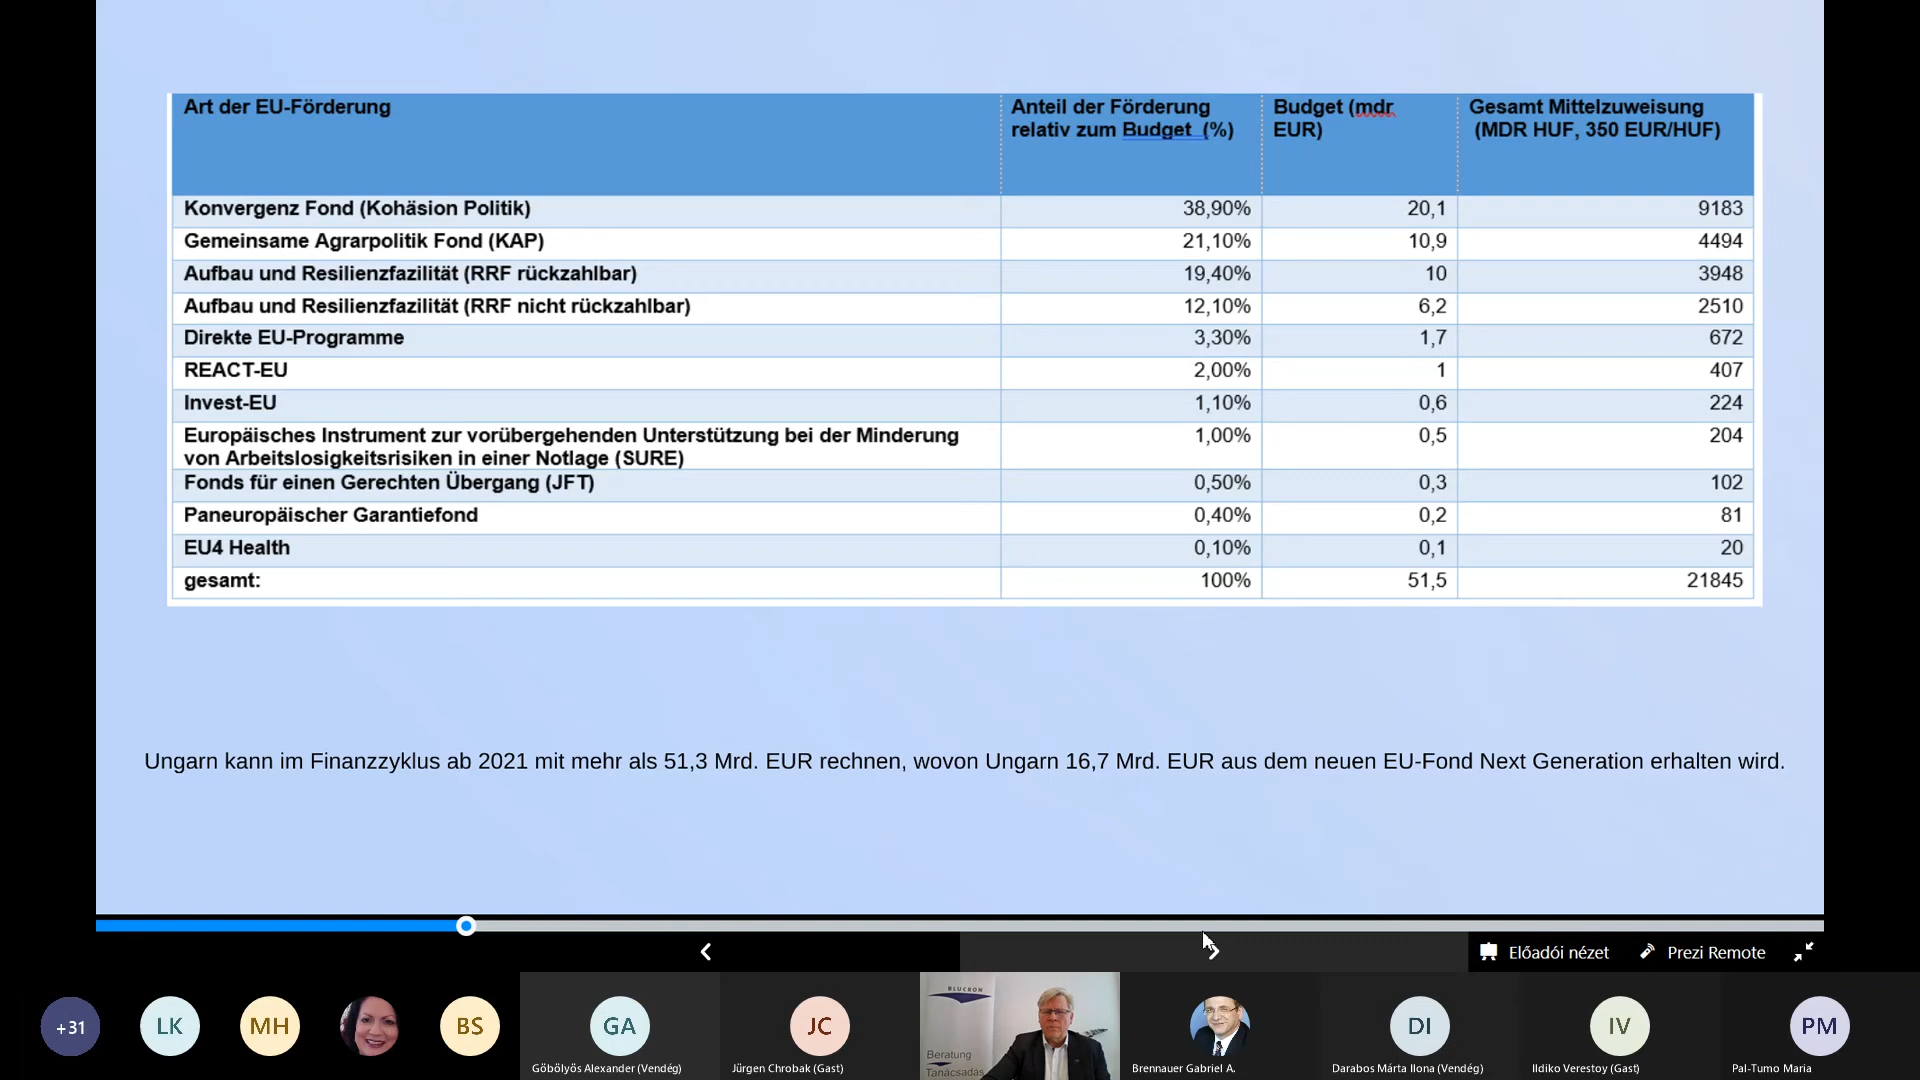 Art der EU-Förderung
Anteil der Förderung
relativ zum Budget (%)
Budget (mdr
EUR)
Gesamt Mittelzuweisung
(MDR HUF, 350 EUR/HUF)
Konvergenz Fond (Kohäsion Politik) 38,90% 20,1 9183
Gemeinsame Agrarpolitik Fond (KAP) 21,10% 10,9 4494
Aufbau und Resilienzfazilität (RRF rückzahlbar) 19,40% 10 3948
Aufbau und Resilienzfazilität (RRF nicht rückzahlbar) 12,10% 6,2 2510
Direkte EU-Programme 3,30% 1,7 672
REACT-EU 2,00% 1 407
Invest-EU 1,10% 0,6 224
Europäisches Instrument zur vorübergehenden Unterstützung bei der Minderung 1,00% 0,5 204
von Arbeitslosigkeitsrisiken in einer Notlage (SURE)
Fonds für einen Gerechten Übergang (JFT) 0,50% 0,3 102
Paneuropäischer Garantiefond 0,40% 0,2 81
EU4 Health 0,10% 0,1 20
gesamt: 100% 51,5 21845
Ungarn kann im Finanzzyklus ab 2021 mit mehr als 51,3 Mrd. EUR rechnen, wovon Ungarn 16,7 Mrd. EUR aus dem neuen EU-Fond Next Generation erhalten wird.
Előadói nézet
Prezi Remote
+31
LK
MH
BS
GA
Göbölyös Alexander (Vendég)
JC
Jürgen Chrobak (Gast)
BLUCRON
Beratung
Tanácsadás
Brennauer Gabriel A.
DI
Darabos Márta Ilona (Vendég)
IV
Ildiko Verestoy (Gast)
PM
Pal-Tumo Maria